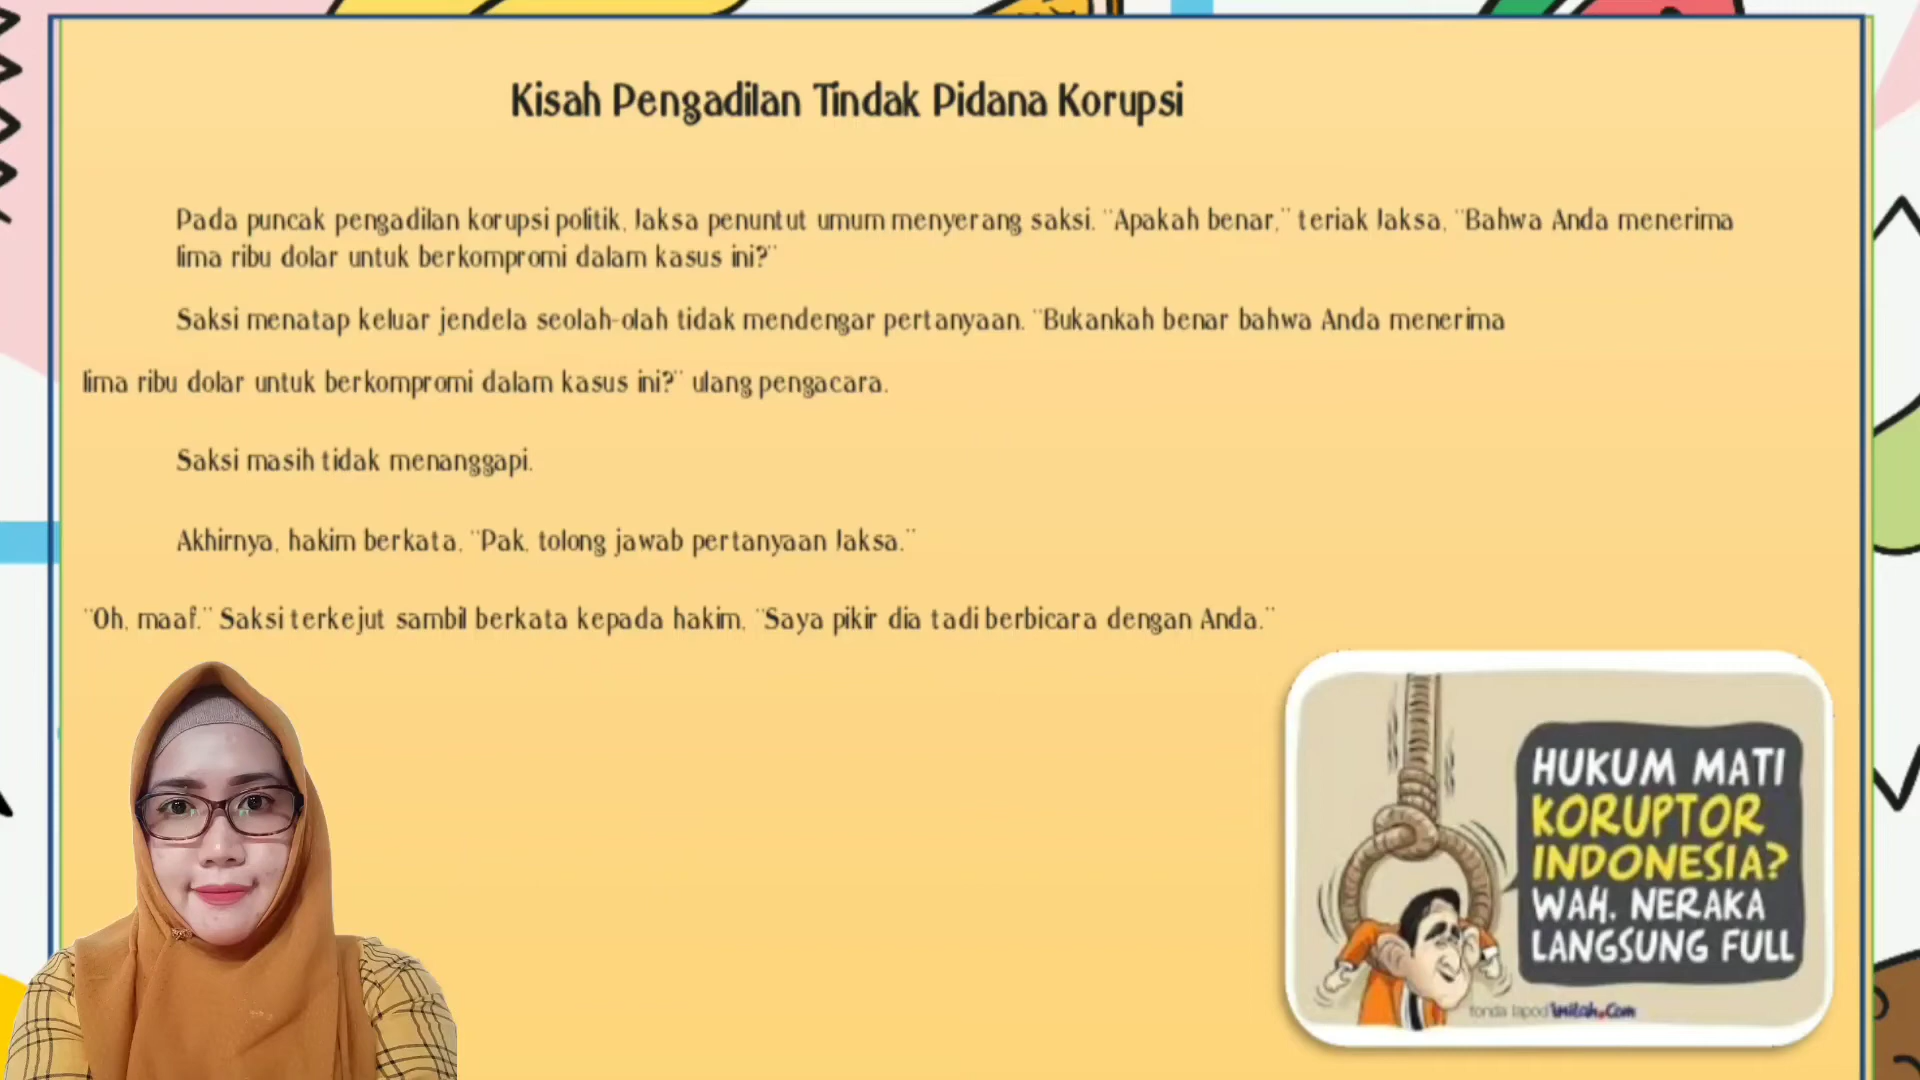 Kisah Pengadilan Tindak Pidana Korupsi
Pada puncak pengadilan korupsi politik, Jaksa penuntut umum menyerang saksi. "Apakah benar," teriak Jaksa, "Bahwa Anda menerima
lima ribu dolar untuk berkompromi dalam kasus ini?"
Saksi menatap keluar jendela seolah-olah tidak mendengar pertanyaan. "Bukankah benar bahwa Anda menerima
lima ribu dolar untuk berkompromi dalam kasus ini?" ulang pengacara.
Saksi masih tidak menanggapi.
Akhirnya, hakim berkata, "Pak, tolong jawab pertanyaan Jaksa."
"Oh, maaf." Saksi terkejut sambil berkata kepada hakim, "Saya pikir dia tadi berbicara dengan Anda."
HUKUM MATI
KORUPTOR
INDONESIA?
WAH, NERAKA
LANGSUNG FULL
inilah.Com